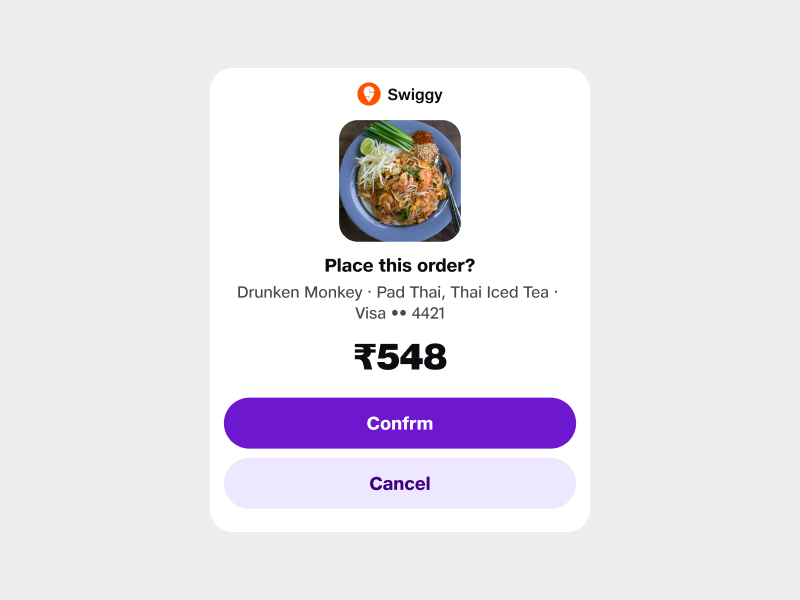 Swiggy
Place this order?
Drunken Monkey · Pad Thai, Thai Iced Tea ·
Visa •• 4421
₹548
Confrm
Cancel